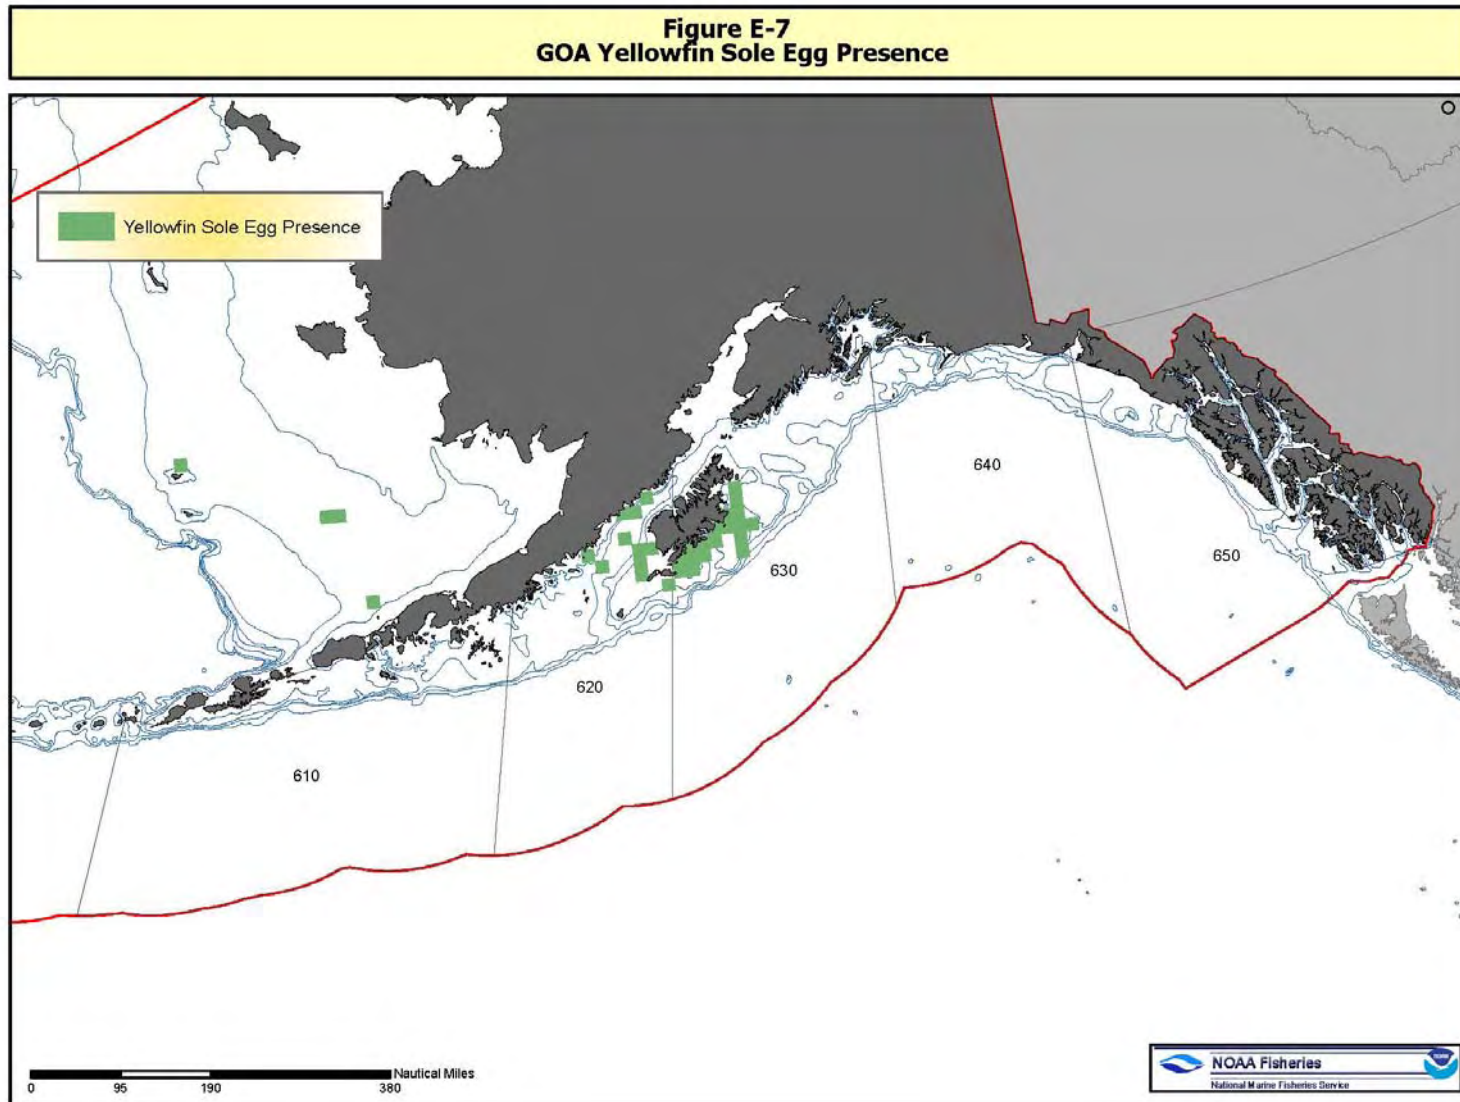 Figure E-7
GOA Yellowfin Sole Egg Presence
Yellowfin Sole Egg Presence
640
650
630
620
610
Nautical Miles
0 95 190 380
NOAA Fisheries
National Marine Fisheries Service